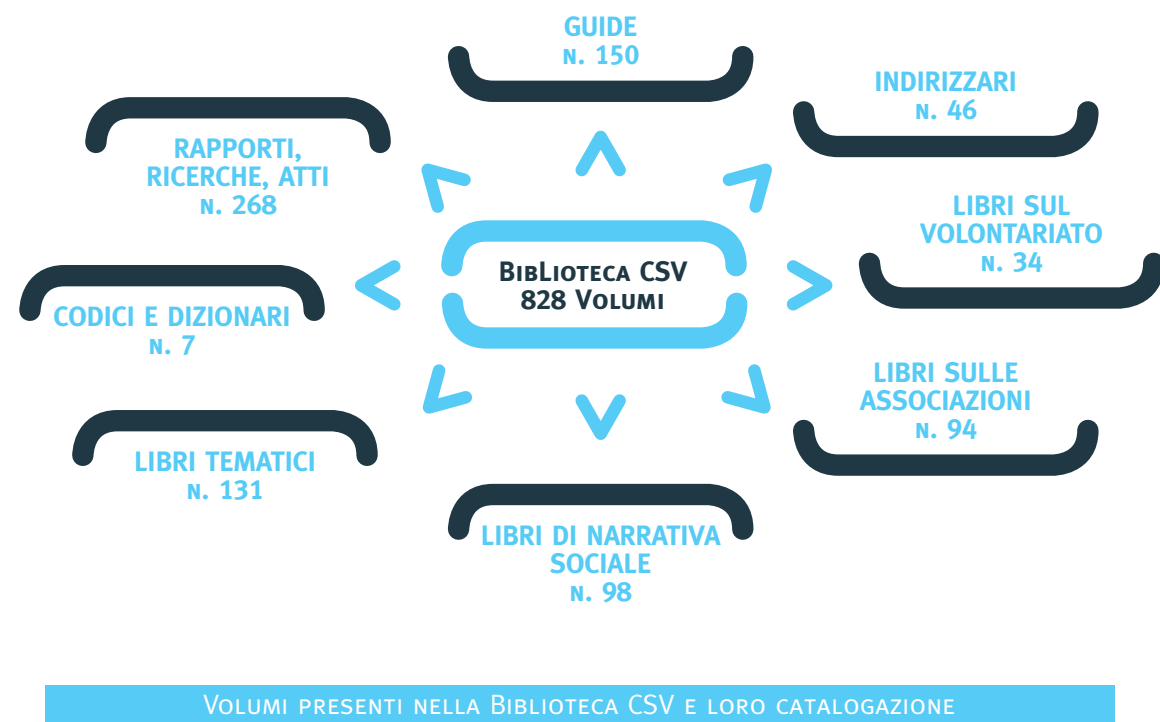 GUIDE
N. 150
INDIRIZZARI
N. 46
RAPPORTI,
RICERCHE, ATTI
N. 268
LIBRI SUL
VOLONTARIATO
N. 34
BIBLIOTECA CSV
828 VOLUMI
CODICI E DIZIONARI
N. 7
LIBRI SULLE
ASSOCIAZIONI
N. 94
LIBRI TEMATICI
N. 131
LIBRI DI NARRATIVA
SOCIALE
N. 98
VOLUMI PRESENTI NELLA BIBLIOTECA CSV E LORO CATALOGAZIONE